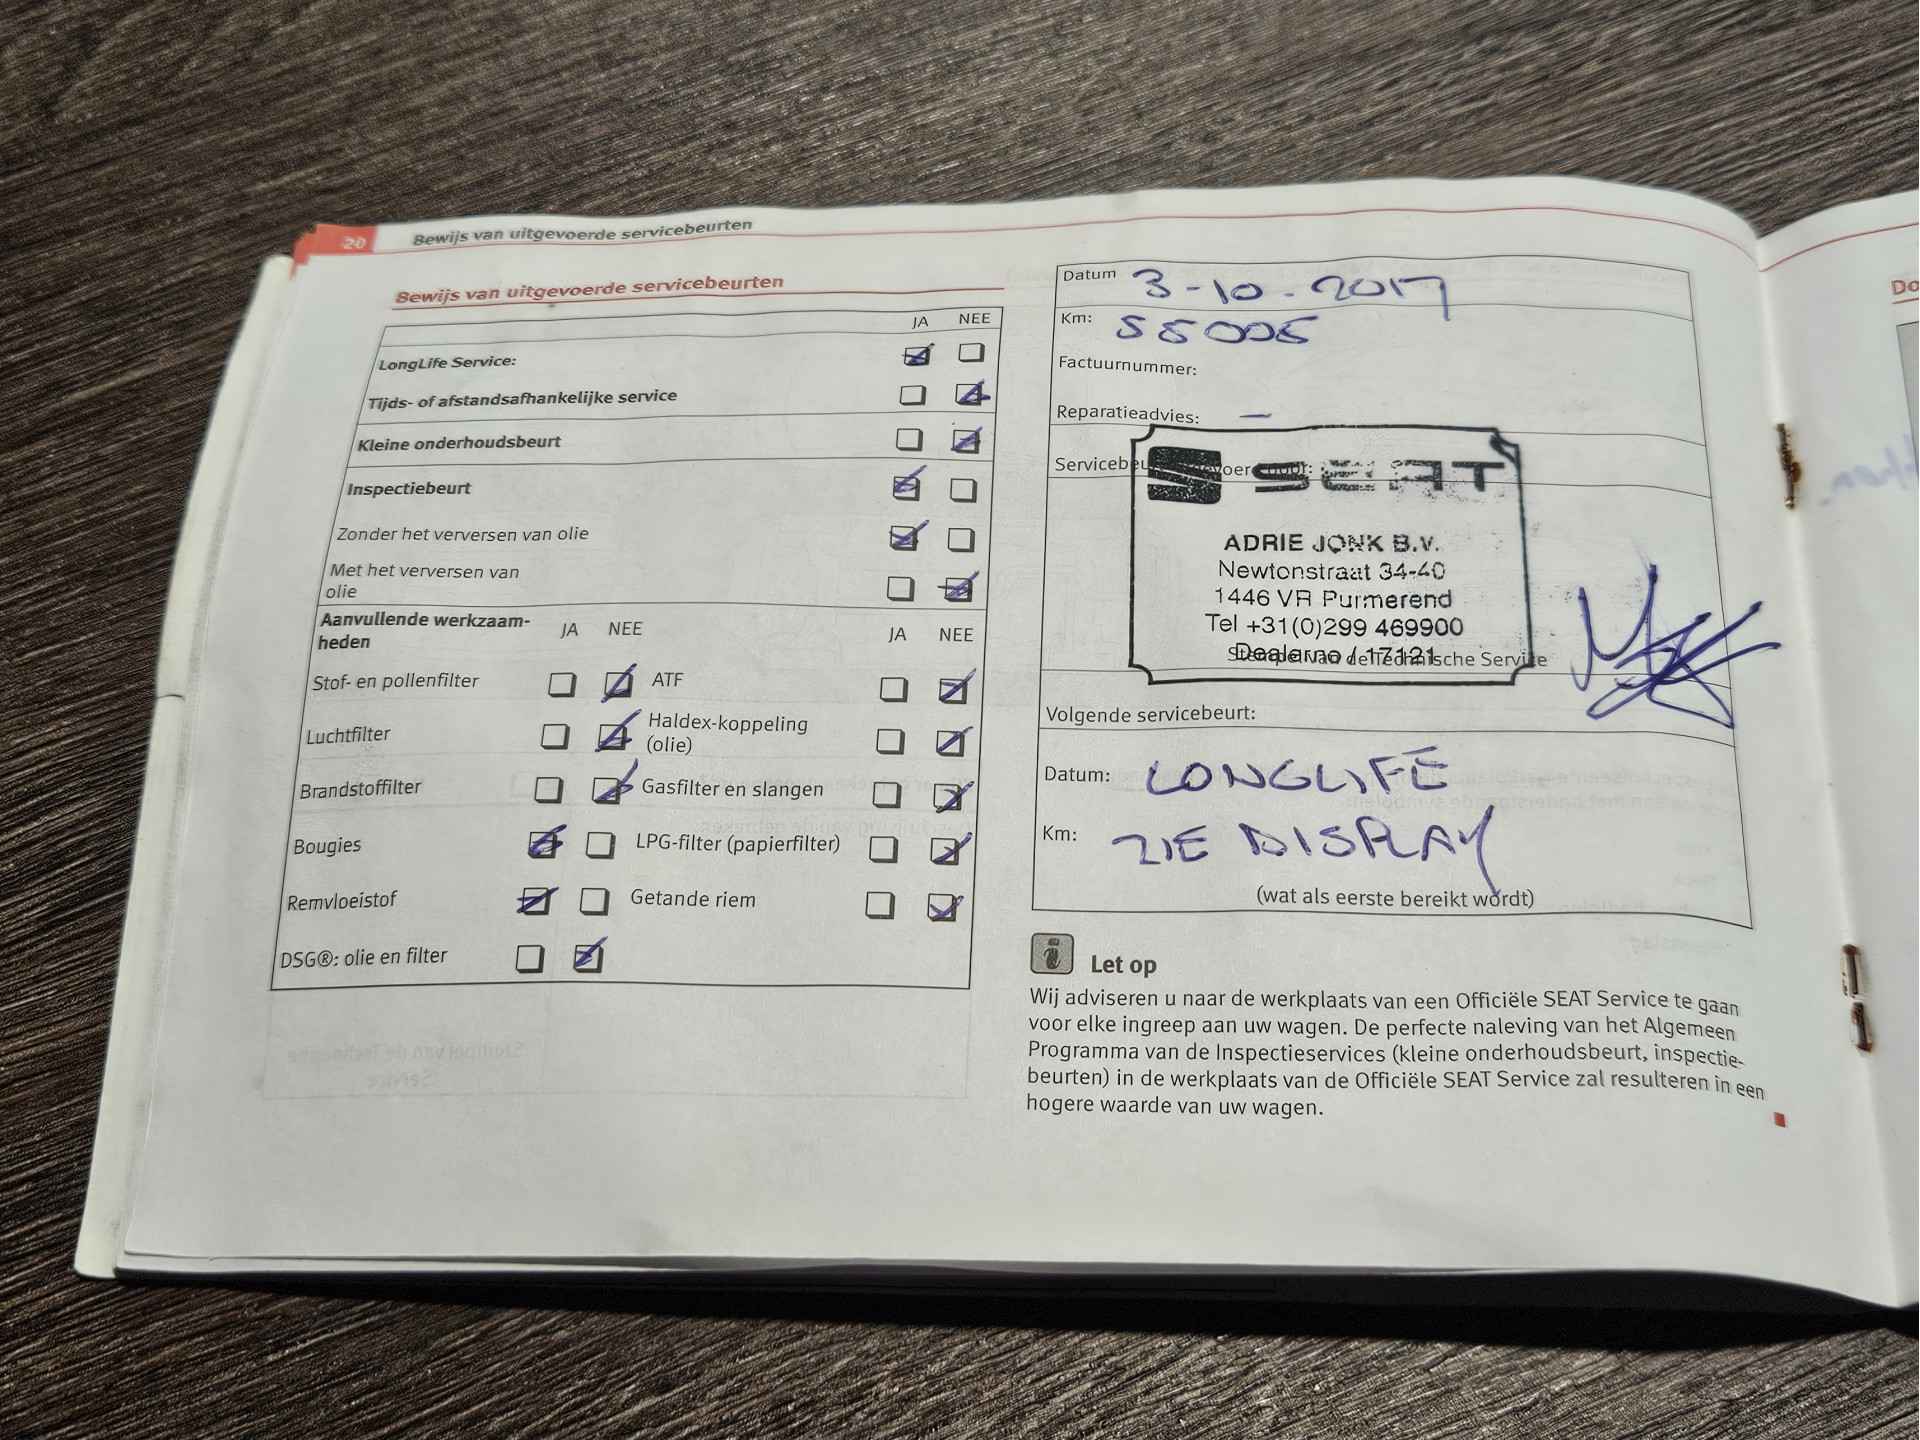 20 Bewijs van uitgevoerde servicebeurten
Bewijs van uitgevoerde servicebeurten
JA NEE
LongLife Service:
Tijds- of afstandsafhankelijke service
Kleine onderhoudsbeurt
Inspectiebeurt
Zonder het verversen van olie
Met het verversen van
olie
Aanvullende werkzaam-
heden
JA NEE JA NEE
Stof- en pollenfilter ATF
Luchtfilter Haldex-koppeling
(olie)
Brandstoffilter Gasfilter en slangen
Bougies LPG-filter (papierfilter)
Remvloeistof Getande riem
DSG®: olie en filter
Datum 3-10-2017
Km: 55005
Factuurnummer:
Reparatieadvies: –
SEAT
ADRIE JONK B.V.
Newtonstraat 34-40
1446 VR Purmerend
Tel +31(0)299 469900
Dealerno / 17121
Stempel van de Technische Service
Volgende servicebeurt:
Datum: LONGLIFE
Km: ZIE DISPLAY
(wat als eerste bereikt wordt)
i Let op
Wij adviseren u naar de werkplaats van een Officiële SEAT Service te gaan
voor elke ingreep aan uw wagen. De perfecte naleving van het Algemeen
Programma van de Inspectieservices (kleine onderhoudsbeurt, inspectie-
beurten) in de werkplaats van de Officiële SEAT Service zal resulteren in een
hogere waarde van uw wagen.
Do